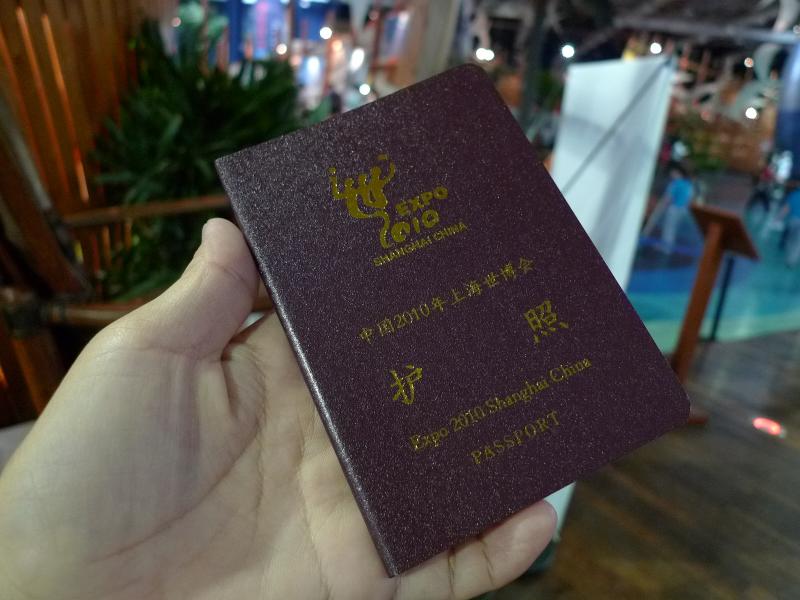 EXPO
2010
SHANGHAI CHINA
中国2010年上海世博会
护照
Expo 2010 Shanghai China
PASSPORT